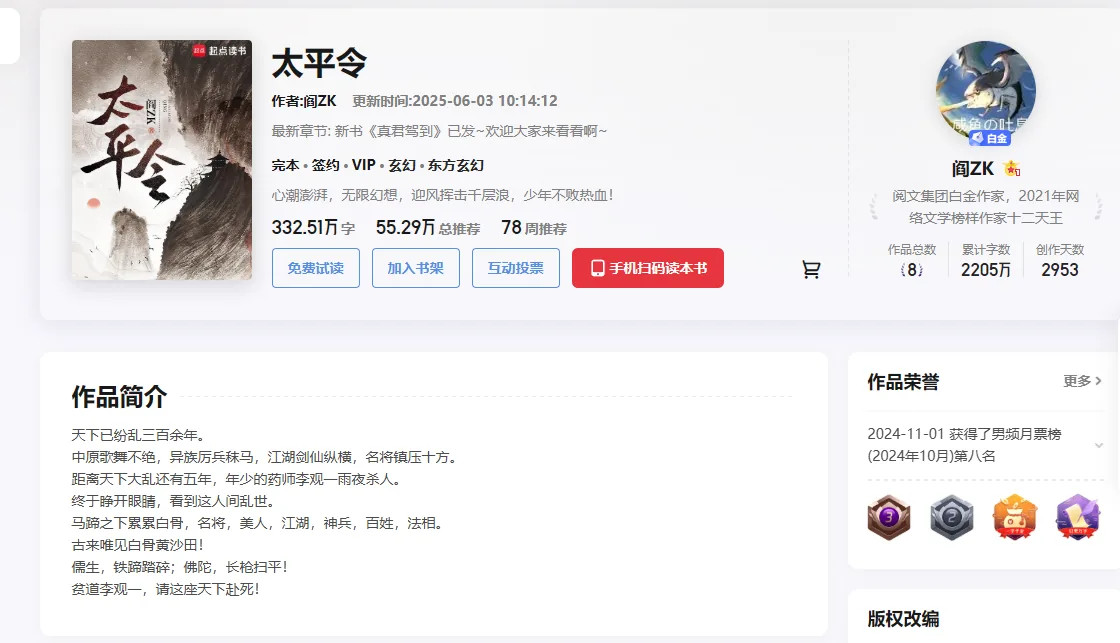 起点读书
太平令
阎ZK
太平令
作者:阎ZK 更新时间:2025-06-03 10:14:12
最新章节: 新书《真君驾到》已发~欢迎大家来看看啊~
完本 • 签约 • VIP • 玄幻 • 东方玄幻
心潮澎湃，无限幻想，迎风挥击千层浪，少年不败热血！
332.51万字 55.29万总推荐 78周推荐
免费试读 加入书架 互动投票 手机扫码读本书
白金
阎ZK
阅文集团白金作家，2021年网
络文学榜样作家十二天王
作品总数 累计字数 创作天数
8 2205万 2953
作品简介
天下已纷乱三百余年。
中原歌舞不绝，异族厉兵秣马，江湖剑仙纵横，名将镇压十方。
距离天下大乱还有五年，年少的药师李观一雨夜杀人。
终于睁开眼睛，看到这人间乱世。
马蹄之下累累白骨，名将，美人，江湖，神兵，百姓，法相。
古来唯见白骨黄沙田！
儒生，铁蹄踏碎；佛陀，长枪扫平！
贫道李观一，请这座天下赴死！
作品荣誉 更多
2024-11-01 获得了男频月票榜
(2024年10月)第八名
3 2
版权改编